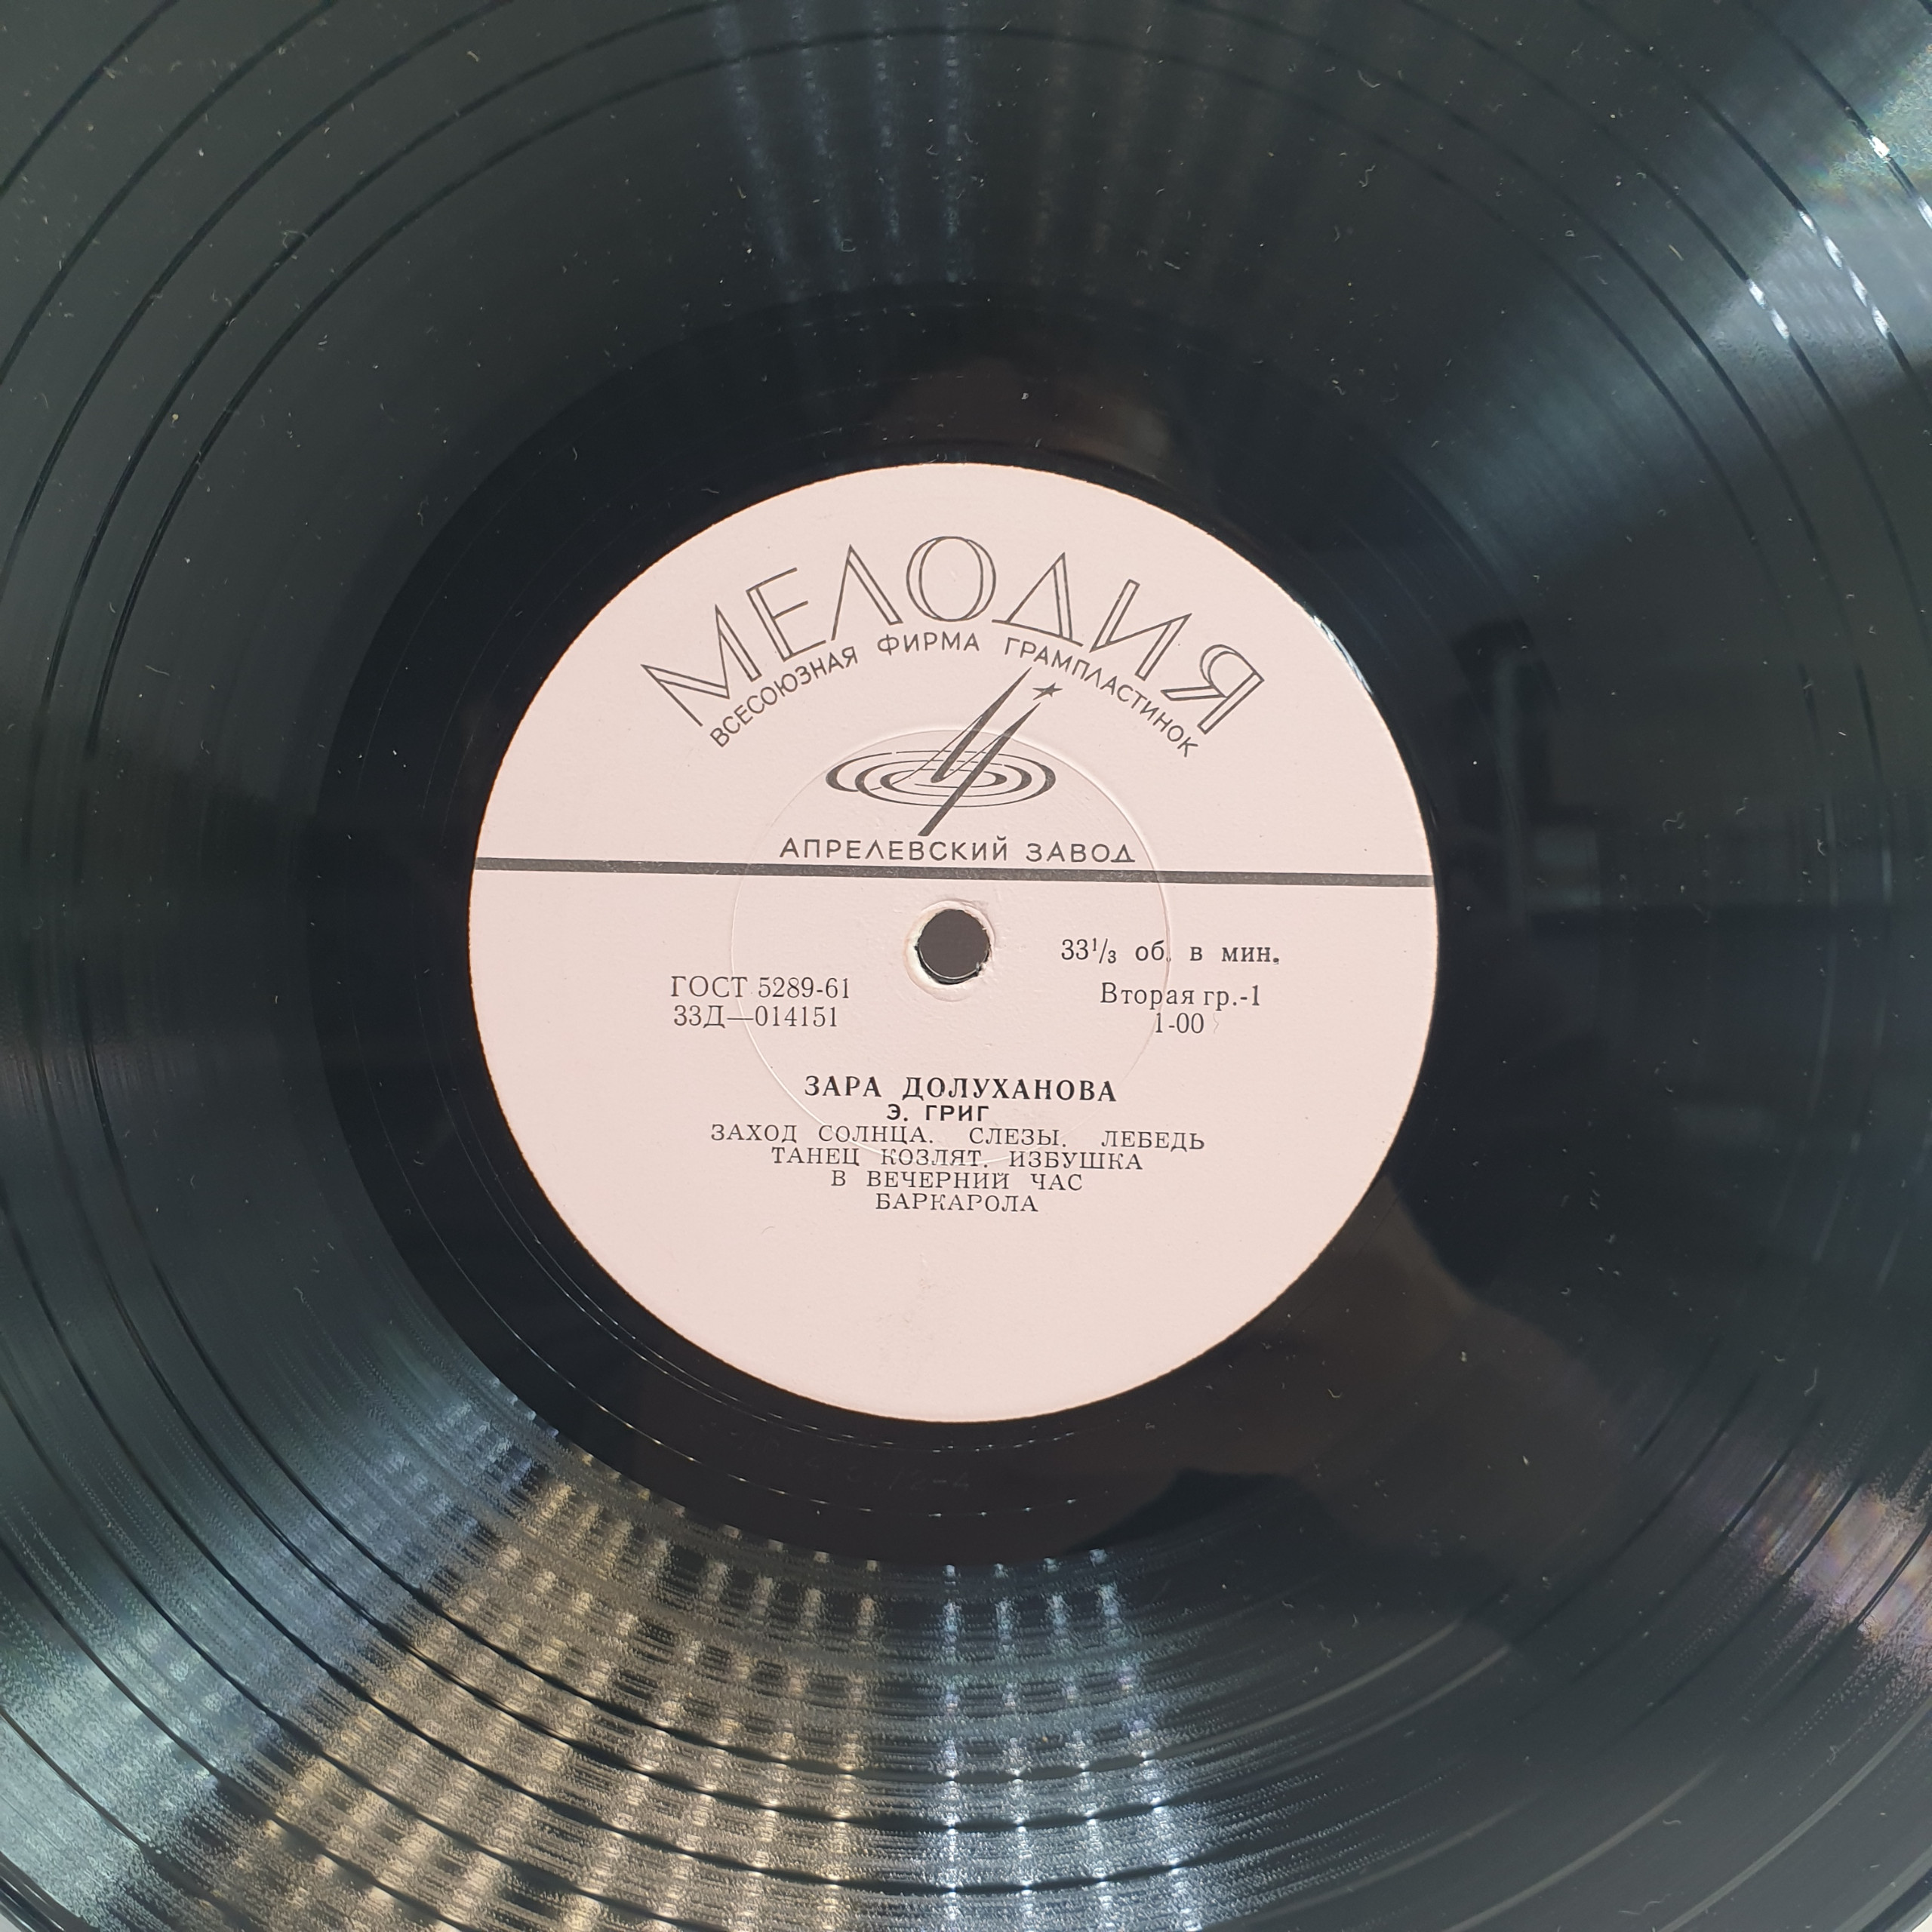 МЕЛОДИЯ
ВСЕСОЮЗНАЯ ФИРМА ГРАМПЛАСТИНОК
АПРЕЛЕВСКИЙ ЗАВОД
33¹/₃ об. в мин.
ГОСТ 5289-61
Вторая гр.-1
33Д—014151
1-00
ЗАРА ДОЛУХАНОВА
Э. ГРИГ
ЗАХОД СОЛНЦА. СЛЕЗЫ. ЛЕБЕДЬ
ТАНЕЦ КОЗЛЯТ. ИЗБУШКА
В ВЕЧЕРНИЙ ЧАС
БАРКАРОЛА